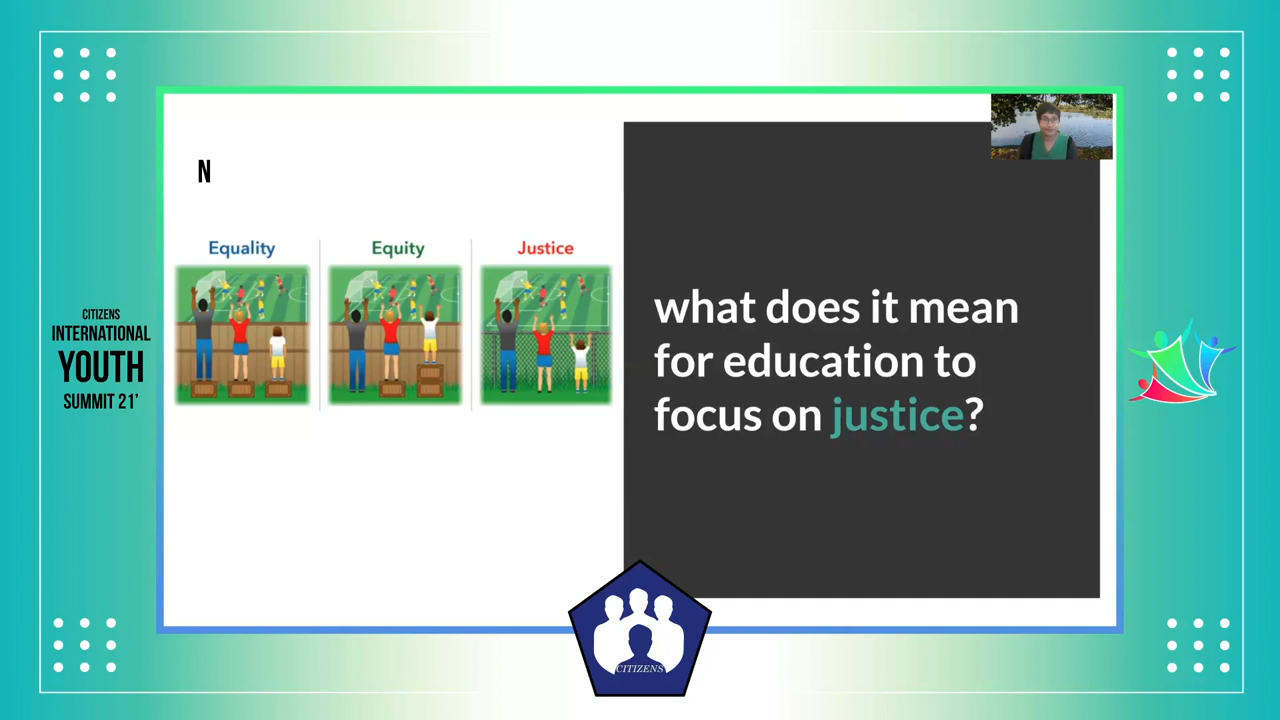 N
Equality
Equity
Justice
what does it mean
for education to
focus on justice?
CITIZENS
INTERNATIONAL
YOUTH
SUMMIT 21'
CITIZENS